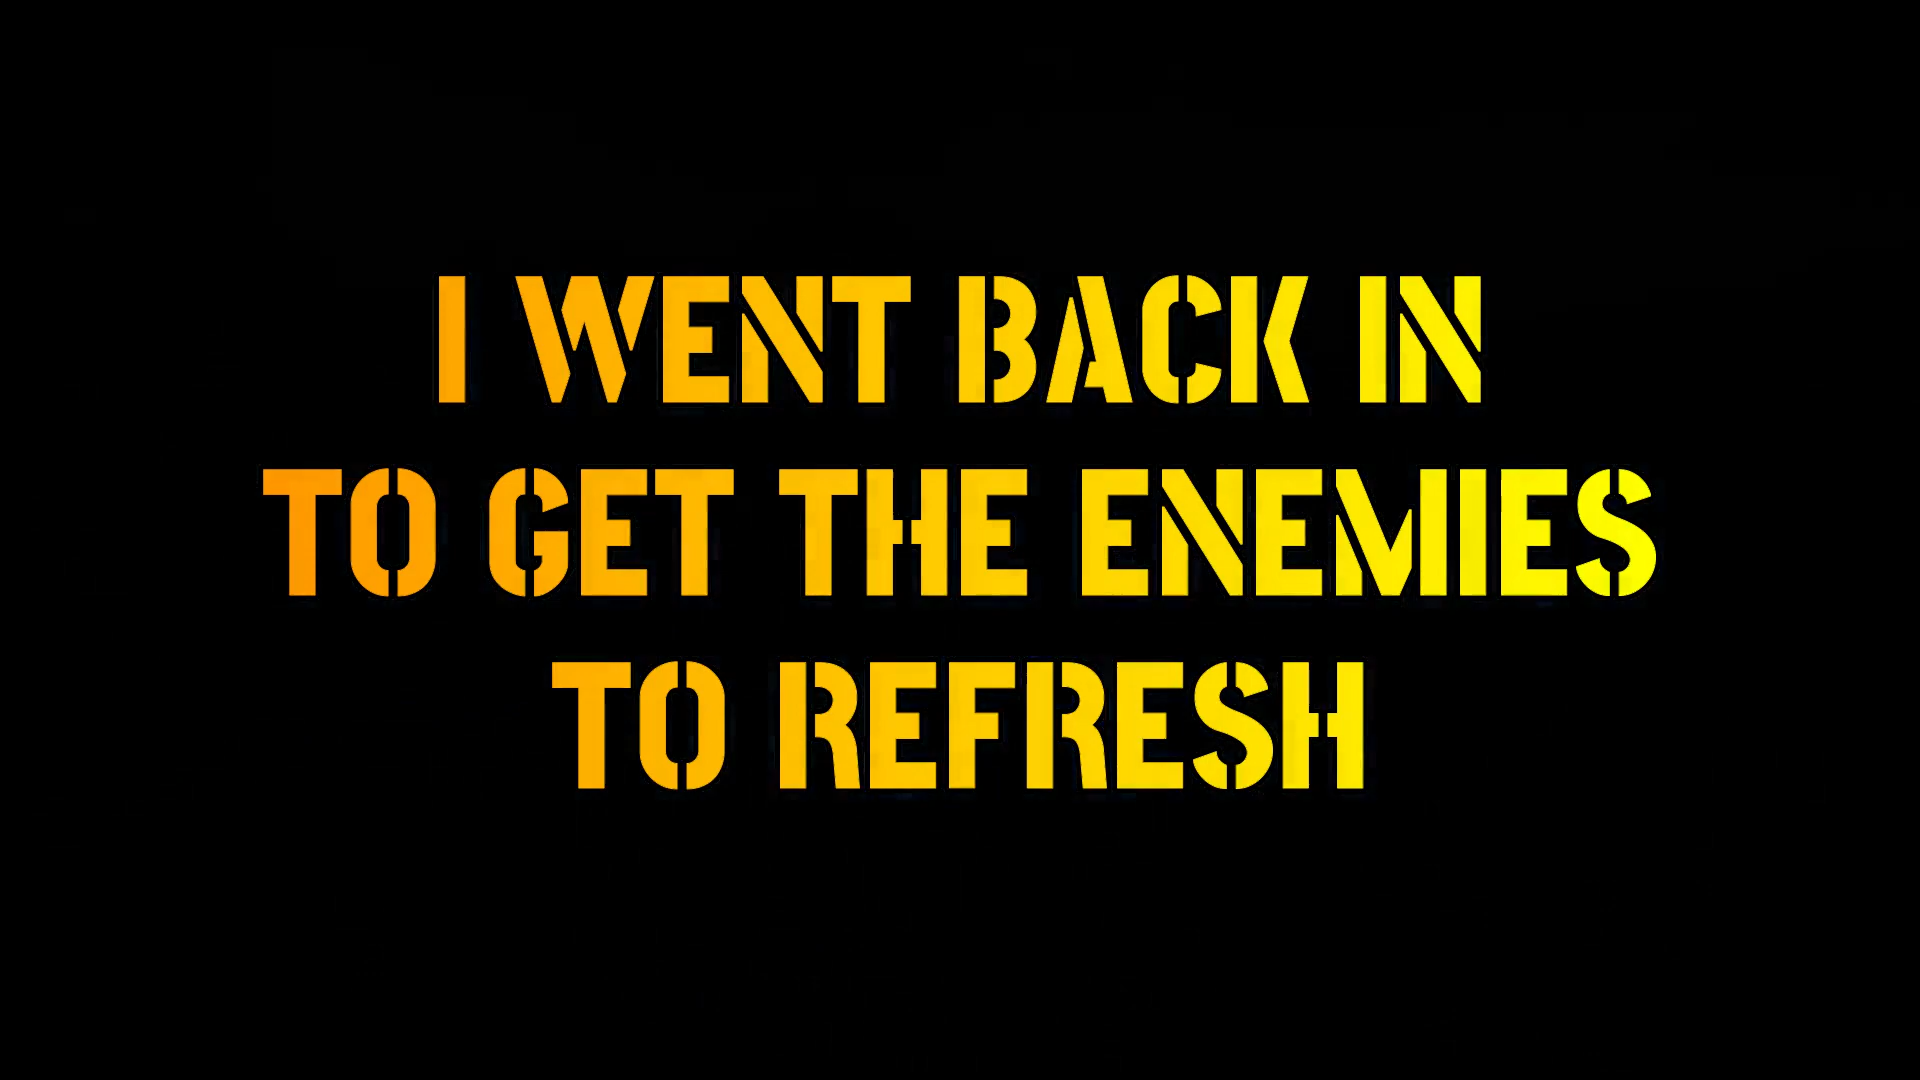 I WENT BACK IN
TO GET THE ENEMIES
TO REFRESH